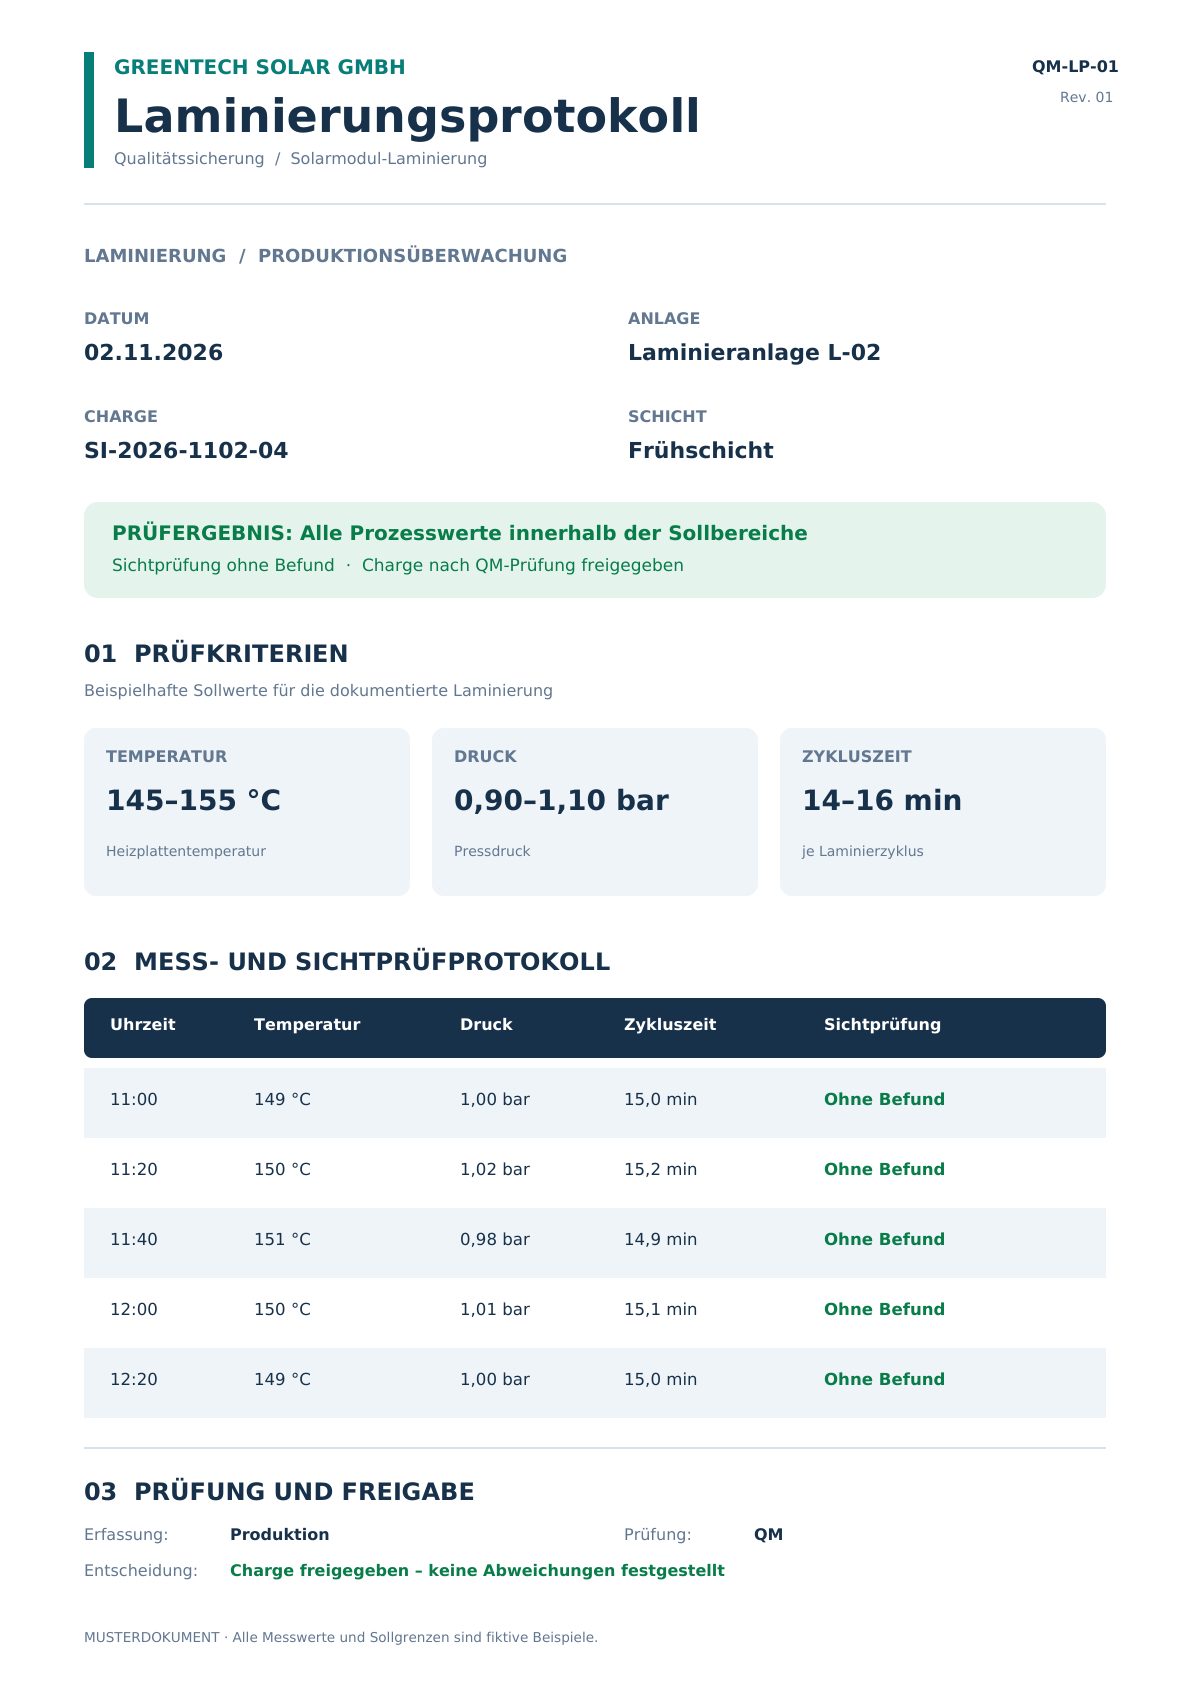 GREENTECH SOLAR GMBH
QM-LP-01
Laminierungsprotokoll
Rev. 01
Qualitätssicherung / Solarmodul-Laminierung
LAMINIERUNG / PRODUKTIONSÜBERWACHUNG
DATUM ANLAGE
02.11.2026 Laminieranlage L-02
CHARGE SCHICHT
SI-2026-1102-04 Frühschicht
PRÜFERGEBNIS: Alle Prozesswerte innerhalb der Sollbereiche
Sichtprüfung ohne Befund · Charge nach QM-Prüfung freigegeben
01 PRÜFKRITERIEN
Beispielhafte Sollwerte für die dokumentierte Laminierung
TEMPERATUR DRUCK ZYKLUSZEIT
145–155 °C 0,90–1,10 bar 14–16 min
Heizplattentemperatur Pressdruck je Laminierzyklus
02 MESS- UND SICHTPRÜFPROTOKOLL
Uhrzeit Temperatur Druck Zykluszeit Sichtprüfung
11:00 149 °C 1,00 bar 15,0 min Ohne Befund
11:20 150 °C 1,02 bar 15,2 min Ohne Befund
11:40 151 °C 0,98 bar 14,9 min Ohne Befund
12:00 150 °C 1,01 bar 15,1 min Ohne Befund
12:20 149 °C 1,00 bar 15,0 min Ohne Befund
03 PRÜFUNG UND FREIGABE
Erfassung: Produktion Prüfung: QM
Entscheidung: Charge freigegeben – keine Abweichungen festgestellt
MUSTERDOKUMENT · Alle Messwerte und Sollgrenzen sind fiktive Beispiele.